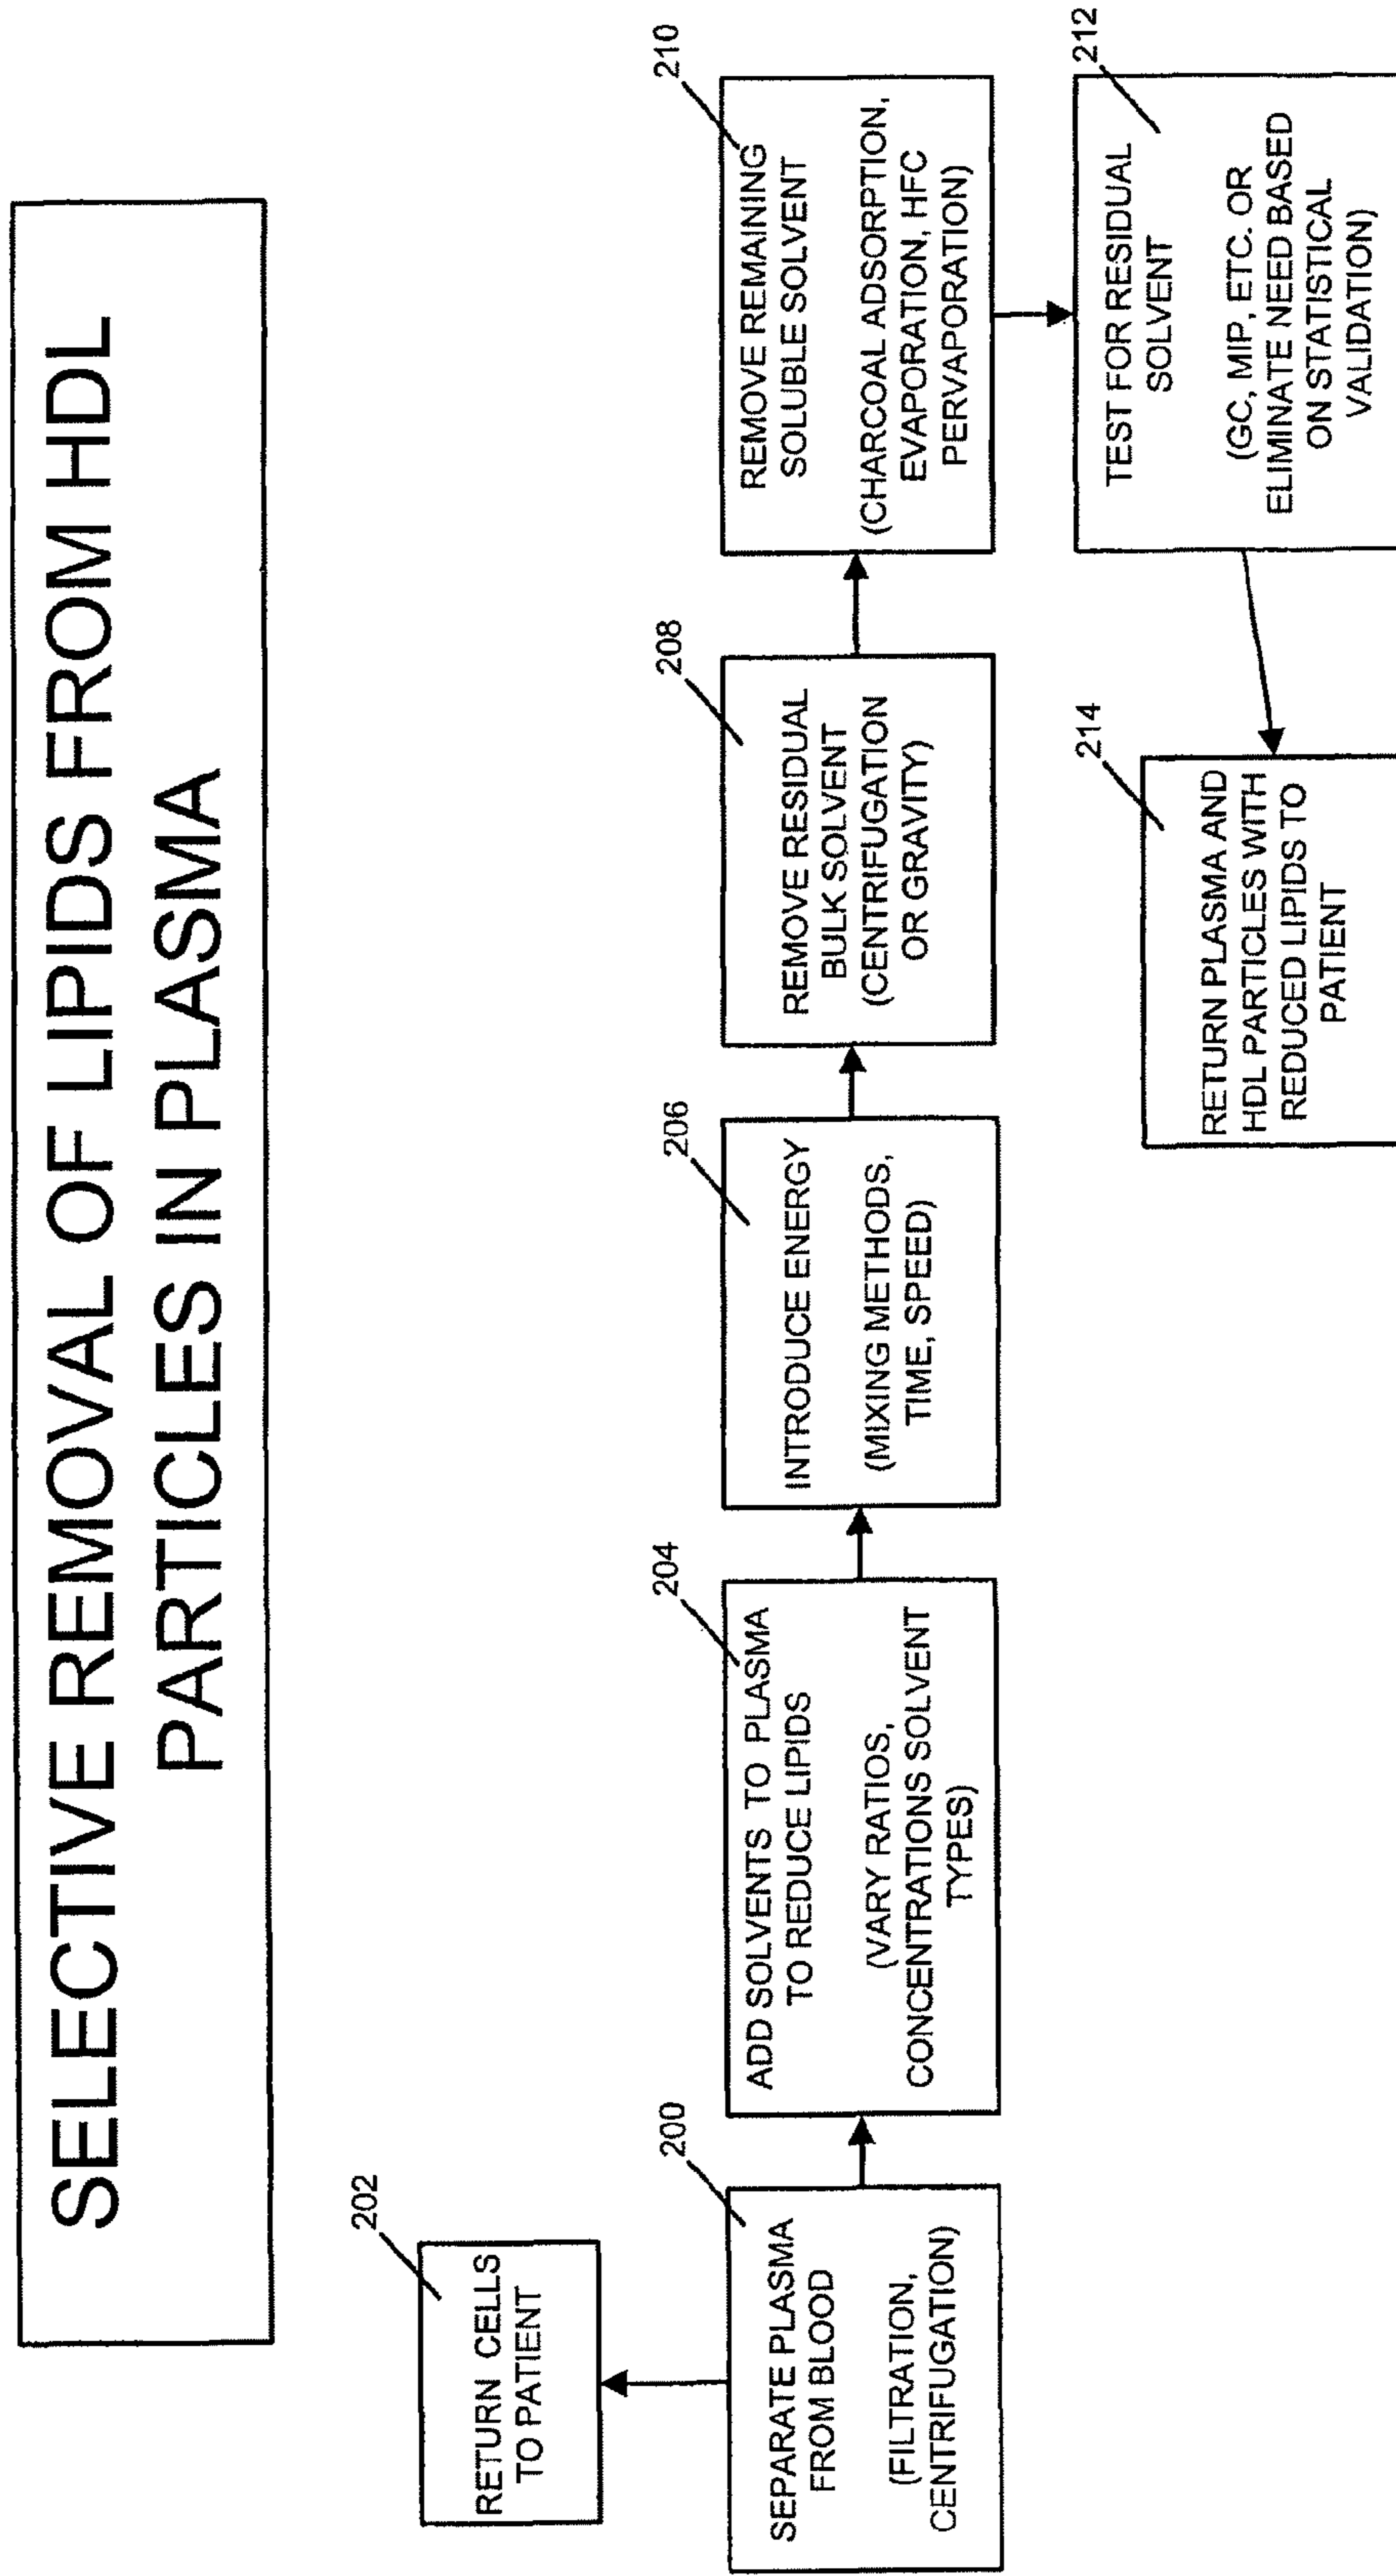 SELECTIVE REMOVAL OF LIPIDS FROM HDL
PARTICLES IN PLASMA
202
RETURN CELLS
TO PATIENT
200
SEPARATE PLASMA
FROM BLOOD
(FILTRATION,
CENTRIFUGATION)
204
ADD SOLVENTS TO PLASMA
TO REDUCE LIPIDS
(VARY RATIOS,
CONCENTRATIONS SOLVENT
TYPES)
206
INTRODUCE ENERGY
(MIXING METHODS,
TIME, SPEED)
208
REMOVE RESIDUAL
BULK SOLVENT
(CENTRIFUGATION
OR GRAVITY)
210
REMOVE REMAINING
SOLUBLE SOLVENT
(CHARCOAL ADSORPTION,
EVAPORATION, HFC
PERVAPORATION)
212
TEST FOR RESIDUAL
SOLVENT
(GC, MIP, ETC. OR
ELIMINATE NEED BASED
ON STATISTICAL
VALIDATION)
214
RETURN PLASMA AND
HDL PARTICLES WITH
REDUCED LIPIDS TO
PATIENT